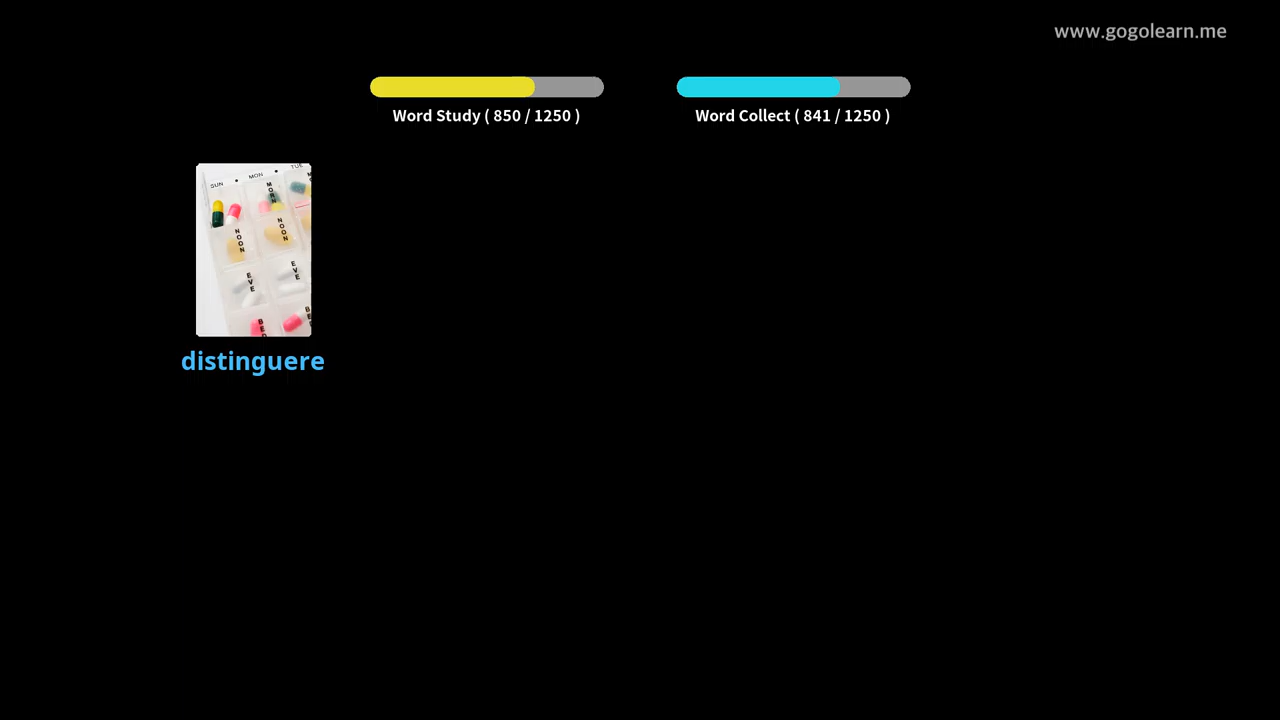 www.gogolearn.me
Word Study ( 850 / 1250 )
Word Collect ( 841 / 1250 )
SUN
MON
TUE
MORN
NOON
NOON
EVE
EVE
distinguere